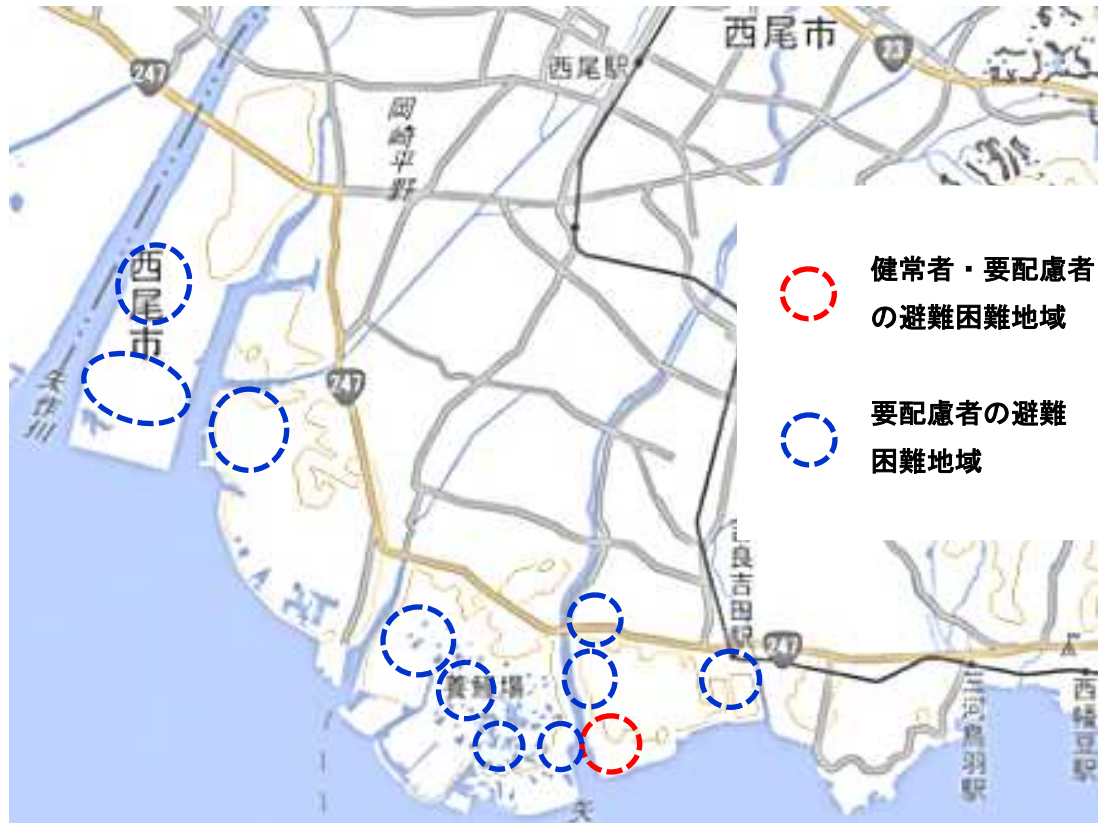 西尾市
247
23
西尾駅
岡崎平野
健常者・要配慮者
の避難困難地域
西尾市
247
矢作川
要配慮者の避難
困難地域
良吉田駅
247
養鰻場
三河鳥羽駅
西幡豆駅
矢